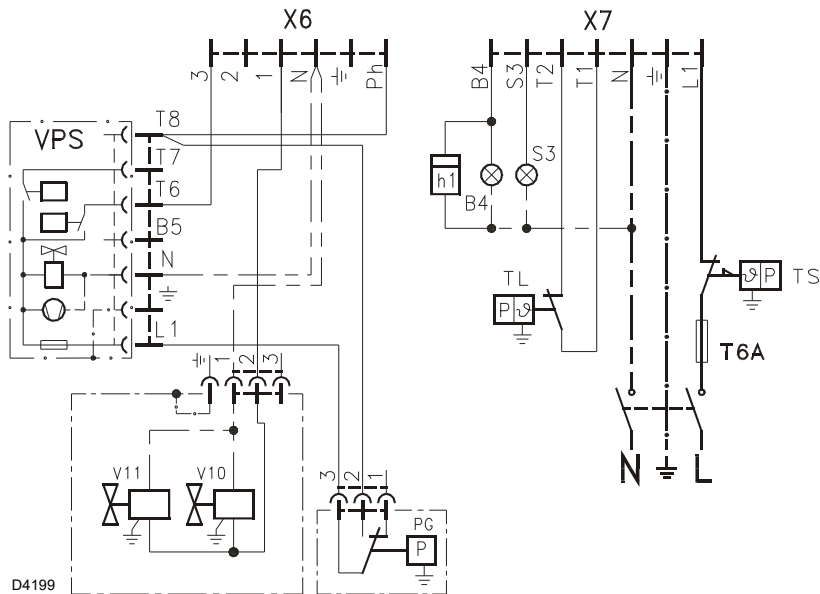 X6
X7
3
2
1
N
Ph
B4
S3
T2
T1
N
L1
VPS
T8
T7
T6
B5
N
L1
h1
B4
S3
TL
P ϑ
ϑ P
TS
T6A
1
2
3
N
L
V11
V10
3
2
1
PG
P
D4199